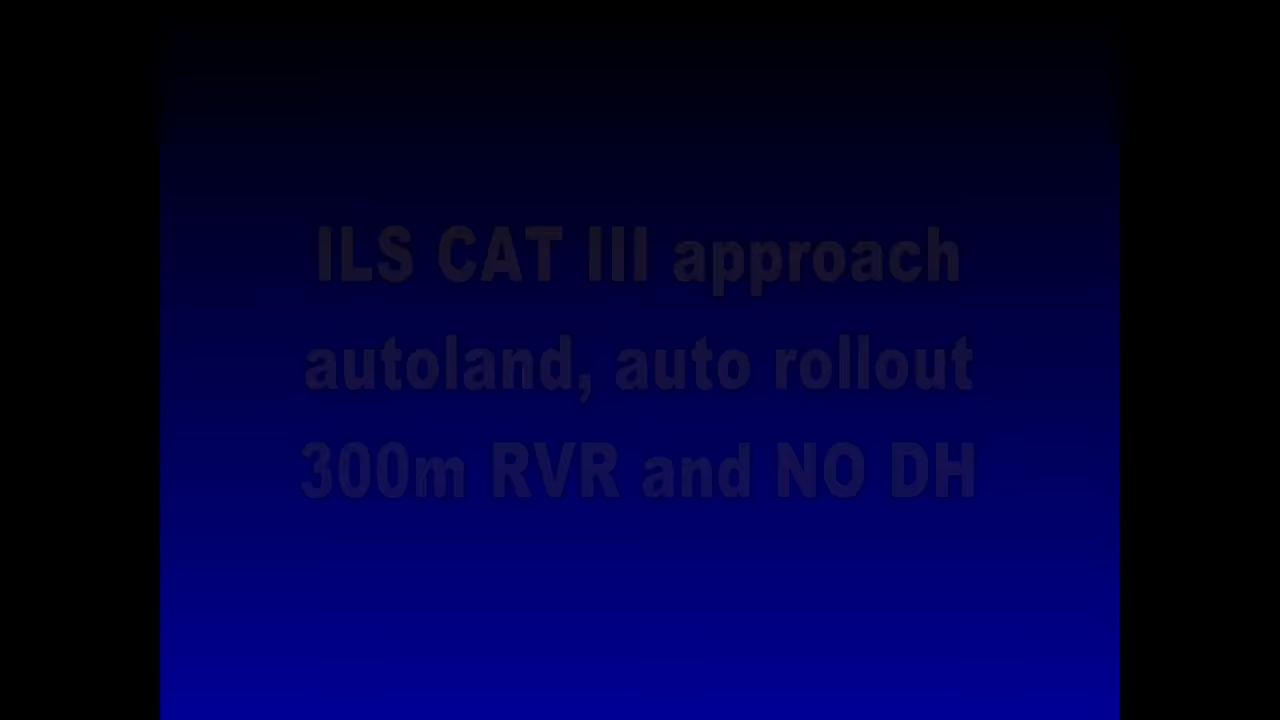 ILS CAT III approach
autoland, auto rollout
300m RVR and NO DH